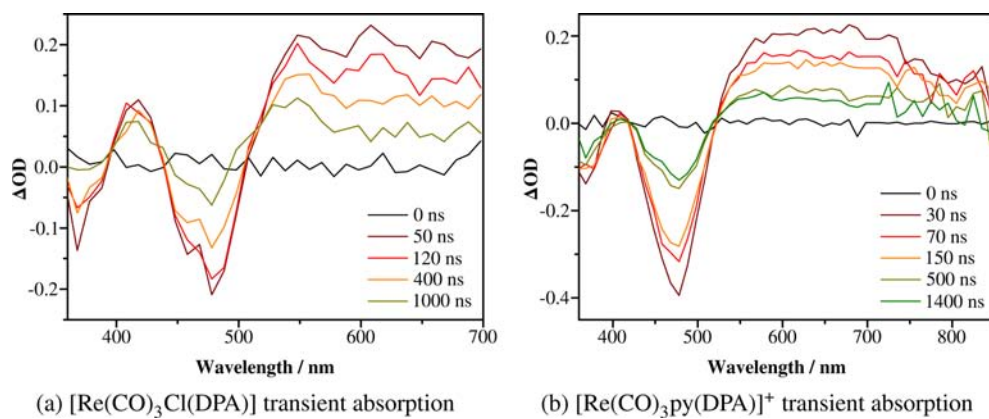 0.2
0.1
0.0
-0.1
-0.2
ΔOD
400
500
600
700
Wavelength / nm
0 ns
50 ns
120 ns
400 ns
1000 ns
(a) [Re(CO)₃Cl(DPA)] transient absorption
0.2
0.0
-0.2
-0.4
ΔOD
400
500
600
700
800
Wavelength / nm
0 ns
30 ns
70 ns
150 ns
500 ns
1400 ns
(b) [Re(CO)₃py(DPA)]⁺ transient absorption